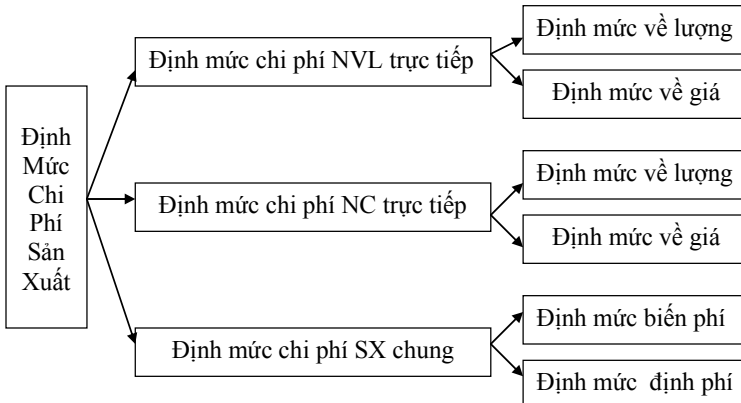 Định
Mức
Chi
Phí
Sản
Xuất
Định mức chi phí NVL trực tiếp
Định mức về lượng
Định mức về giá
Định mức chi phí NC trực tiếp
Định mức về lượng
Định mức về giá
Định mức chi phí SX chung
Định mức biến phí
Định mức định phí